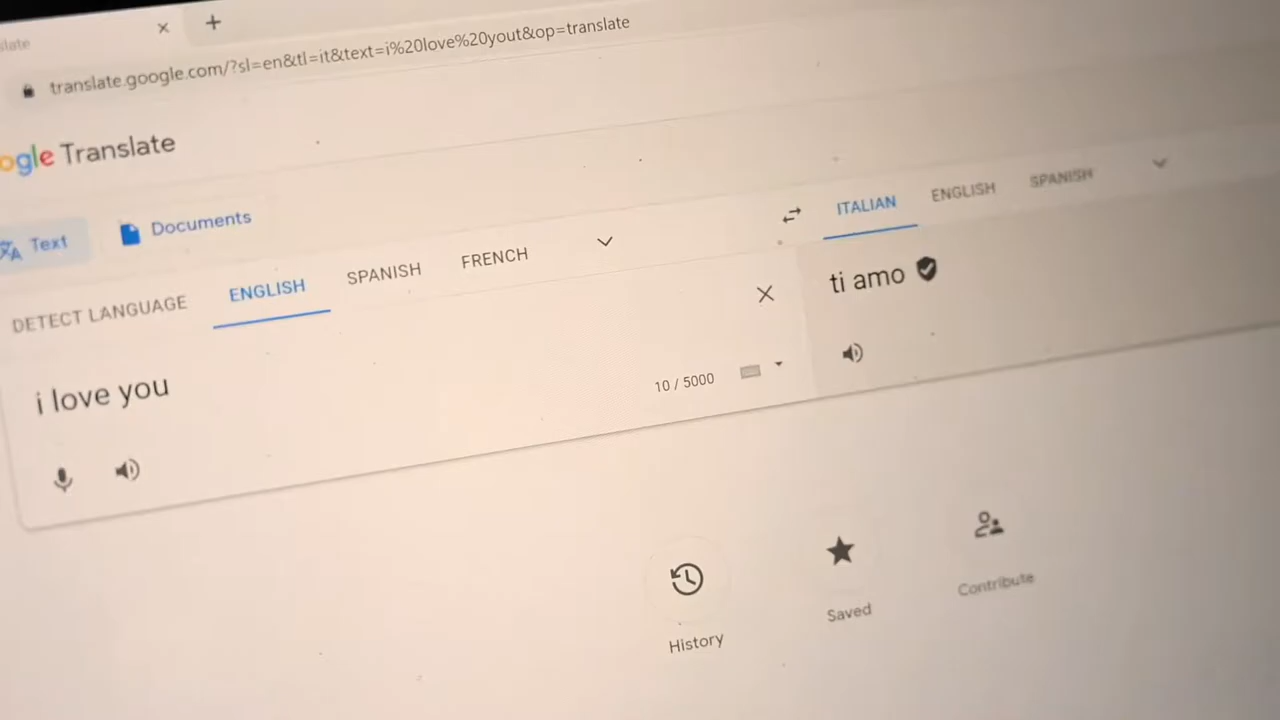 slate
translate.google.com/?sl=en&tl=it&text=i%20love%20yout&op=translate
ogle Translate
Text
Documents
DETECT LANGUAGE
ENGLISH
SPANISH
FRENCH
ITALIAN
ENGLISH
SPANISH
i love you
10 / 5000
ti amo
History
Saved
Contribute